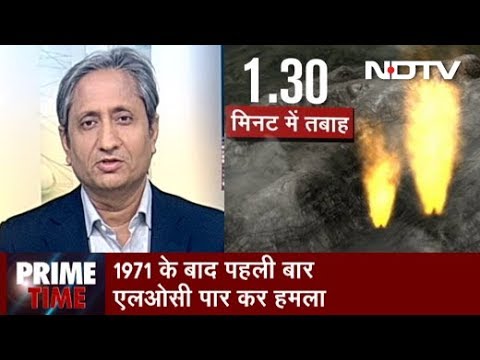 1.30
मिनट में तबाह
NDTV
PRIME
TIME
1971 के बाद पहली बार
एलओसी पार कर हमला